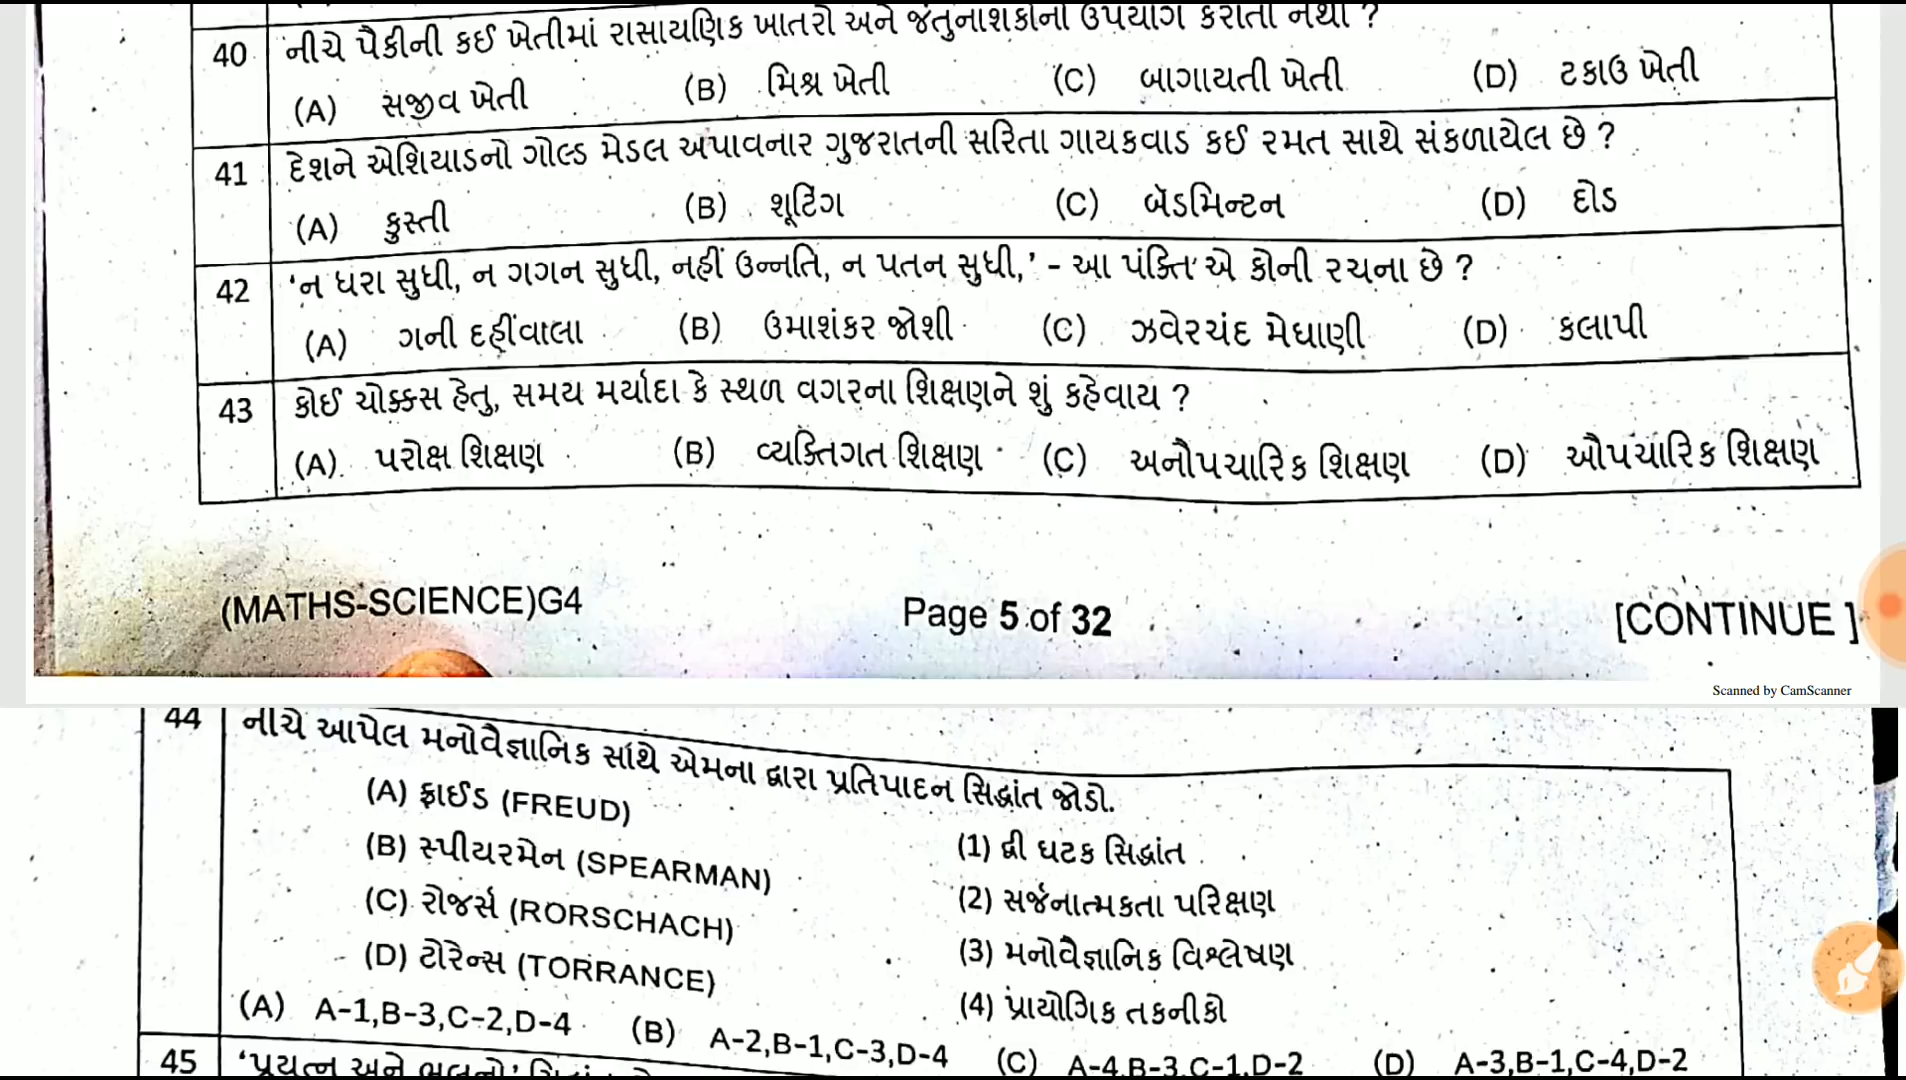 40 નીચે પૈકીની કઈ ખેતીમાં રાસાયણિક ખાતરો અને જંતુનાશકોનો ઉપયોગ કરાતો નથી ?
(A) સજીવ ખેતી (B) મિશ્ર ખેતી (C) બાગાયતી ખેતી (D) ટકાઉ ખેતી
41 દેશને એશિયાડનો ગોલ્ડ મેડલ અપાવનાર ગુજરાતની સરિતા ગાયકવાડ કઈ રમત સાથે સંકળાયેલ છે ?
(A) કુસ્તી (B) શૂટિંગ (C) બૅડમિન્ટન (D) દોડ
42 'ન ધરા સુધી, ન ગગન સુધી, નહીં ઉન્નતિ, ન પતન સુધી,' - આ પંક્તિ એ કોની રચના છે ?
(A) ગની દહીંવાલા (B) ઉમાશંકર જોશી (C) ઝવેરચંદ મેઘાણી (D) કલાપી
43 કોઈ ચોક્કસ હેતુ, સમય મર્યાદા કે સ્થળ વગરના શિક્ષણને શું કહેવાય ?
(A) પરોક્ષ શિક્ષણ (B) વ્યક્તિગત શિક્ષણ (C) અનૌપચારિક શિક્ષણ (D) ઔપચારિક શિક્ષણ
(MATHS-SCIENCE)G4 Page 5 of 32 [CONTINUE ]
Scanned by CamScanner
44 નીચે આપેલ મનોવૈજ્ઞાનિક સાથે એમના દ્વારા પ્રતિપાદન સિદ્ધાંત જોડો.
(A) ફ્રાઈડ (FREUD)
(1) દ્વી ઘટક સિદ્ધાંત
(B) સ્પીયરમેન (SPEARMAN)
(2) સર્જનાત્મકતા પરિક્ષણ
(C) રોજર્સ (RORSCHACH)
(3) મનોવૈજ્ઞાનિક વિશ્લેષણ
(D) ટોરેન્સ (TORRANCE)
(4) પ્રાયોગિક તકનીકો
(A) A-1,B-3,C-2,D-4 (B) A-2,B-1,C-3,D-4 (C) A-4,B-3,C-1,D-2 (D) A-3,B-1,C-4,D-2
45 'પ્રયત્ન અને ભૂલનો'